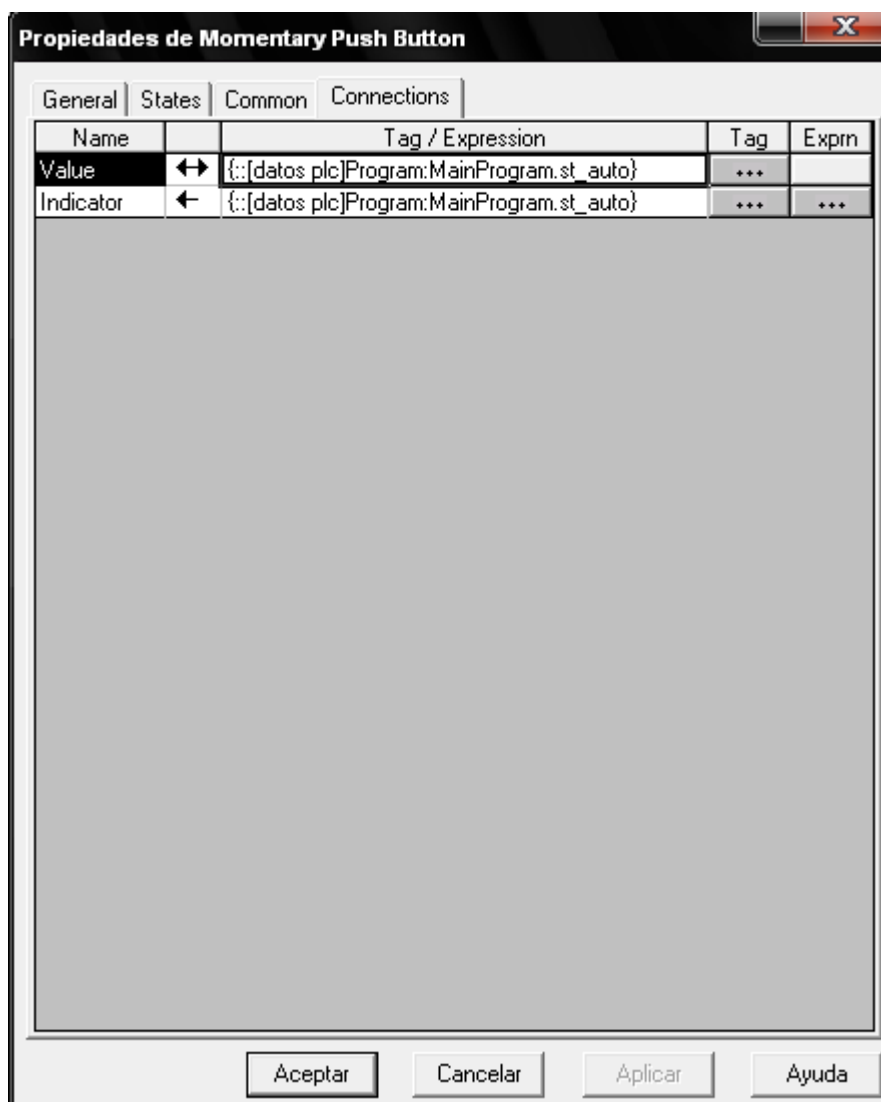 Propiedades de Momentary Push Button
General States Common Connections
Name Tag / Expression Tag Exprn
Value {::[datos plc]Program:MainProgram.st_auto} ...
Indicator {::[datos plc]Program:MainProgram.st_auto} ... ...
Aceptar Cancelar Aplicar Ayuda